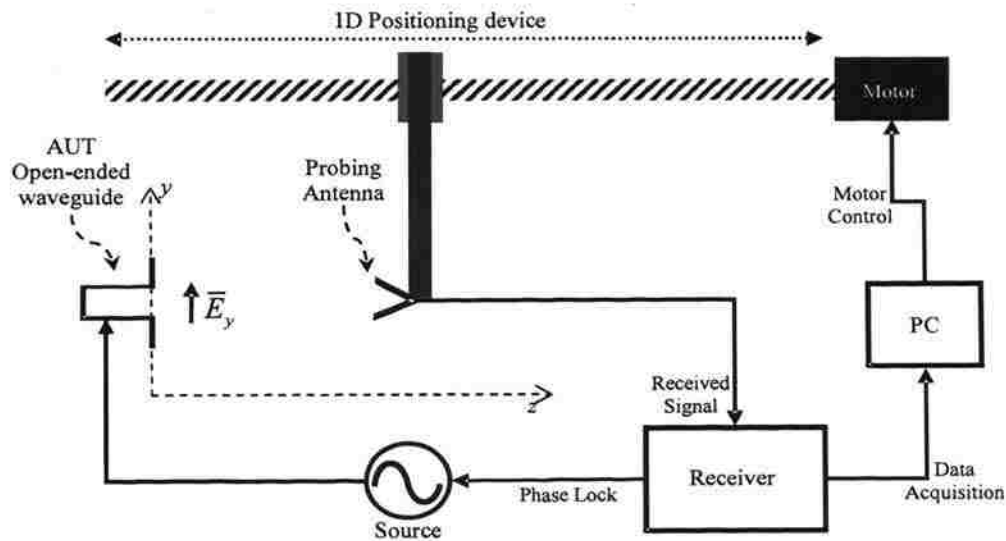 1D Positioning device
Motor
AUT
Open-ended
waveguide
y
Probing
Antenna
Motor
Control
E̅y
PC
z
Received
Signal
Receiver
Phase Lock
Data
Acquisition
Source